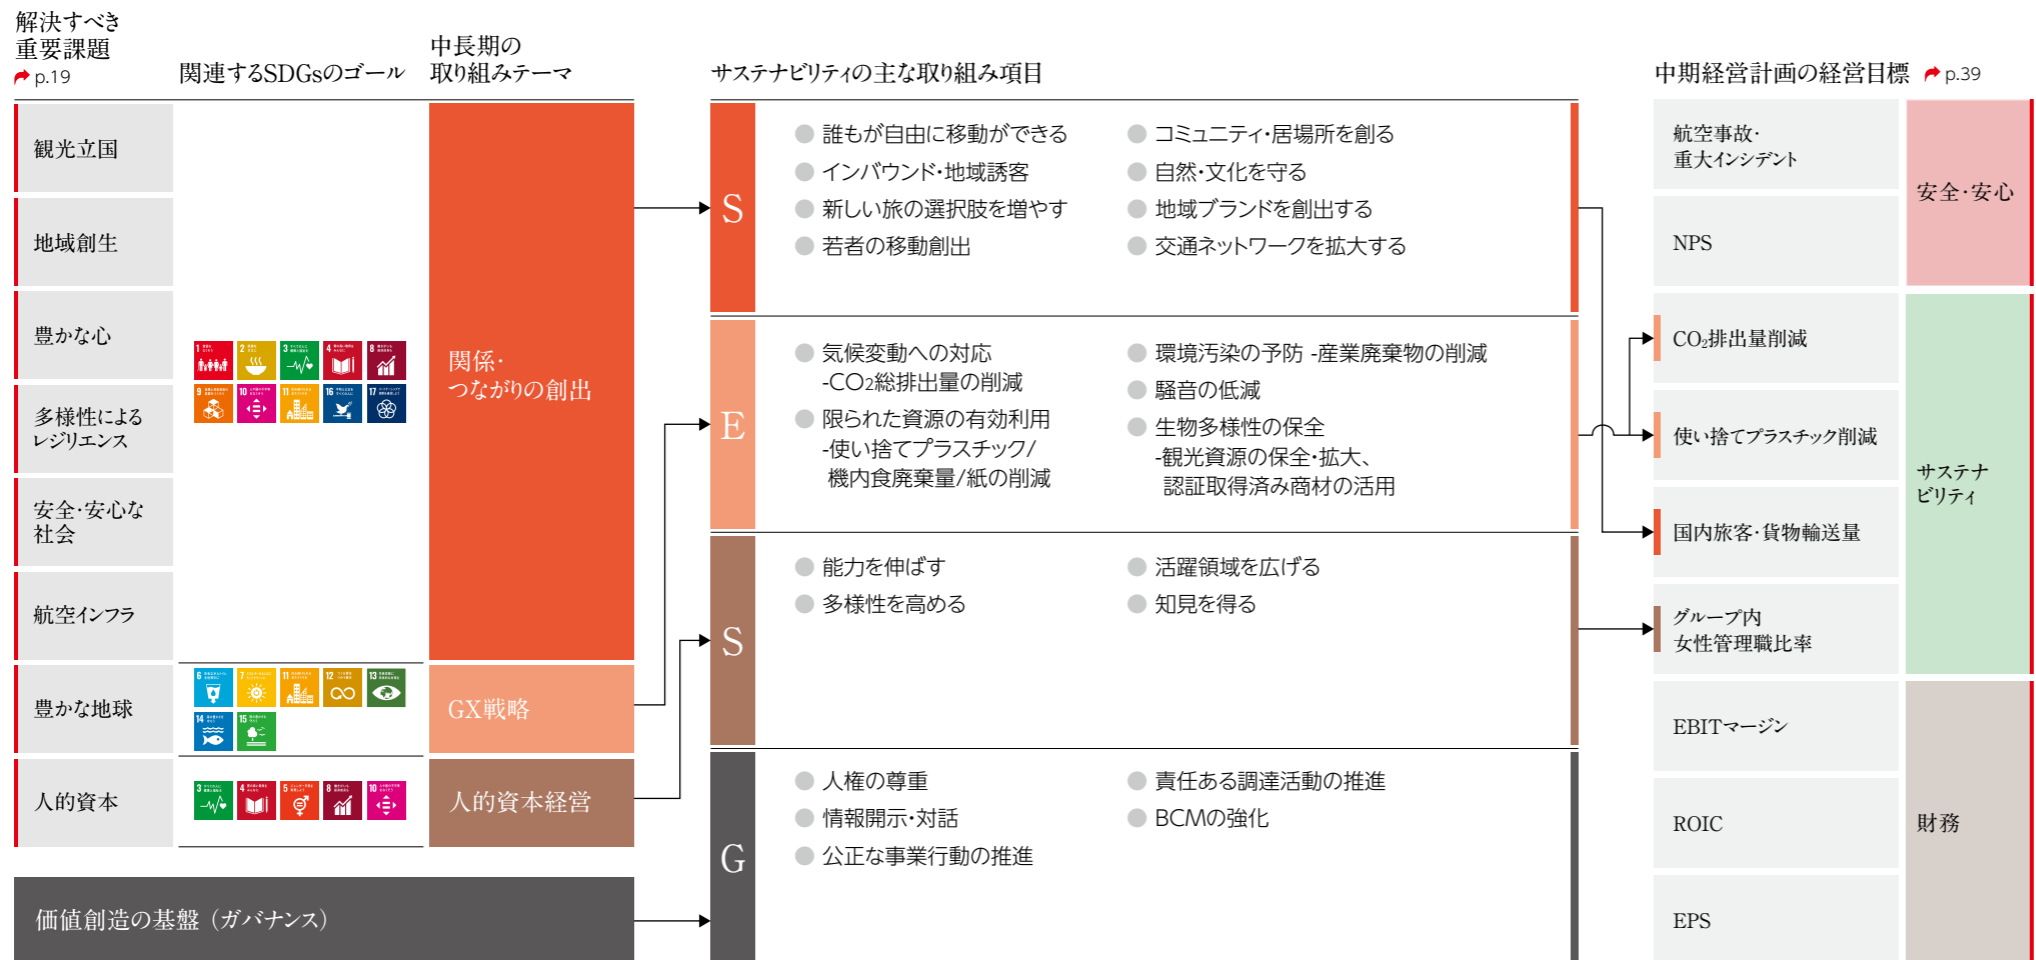 解決すべき
重要課題
p.19
関連するSDGsのゴール
中長期の
取り組みテーマ
サステナビリティの主な取り組み項目
中期経営計画の経営目標 p.39
観光立国
地域創生
豊かな心
多様性による
レジリエンス
安全・安心な
社会
航空インフラ
豊かな地球
人的資本
価値創造の基盤（ガバナンス）
1
2
3
4
8
9
10
11
16
17
6
7
11
12
13
14
15
3
4
5
8
10
関係・
つながりの創出
GX戦略
人的資本経営
S
誰もが自由に移動ができる
インバウンド・地域誘客
新しい旅の選択肢を増やす
若者の移動創出
コミュニティ・居場所を創る
自然・文化を守る
地域ブランドを創出する
交通ネットワークを拡大する
E
気候変動への対応
-CO₂総排出量の削減
限られた資源の有効利用
-使い捨てプラスチック/
機内食廃棄量/紙の削減
環境汚染の予防 -産業廃棄物の削減
騒音の低減
生物多様性の保全
-観光資源の保全・拡大、
認証取得済み商材の活用
S
能力を伸ばす
多様性を高める
活躍領域を広げる
知見を得る
G
人権の尊重
情報開示・対話
公正な事業行動の推進
責任ある調達活動の推進
BCMの強化
航空事故・
重大インシデント
NPS
安全・安心
CO₂排出量削減
使い捨てプラスチック削減
国内旅客・貨物輸送量
グループ内
女性管理職比率
サステナ
ビリティ
EBITマージン
ROIC
EPS
財務